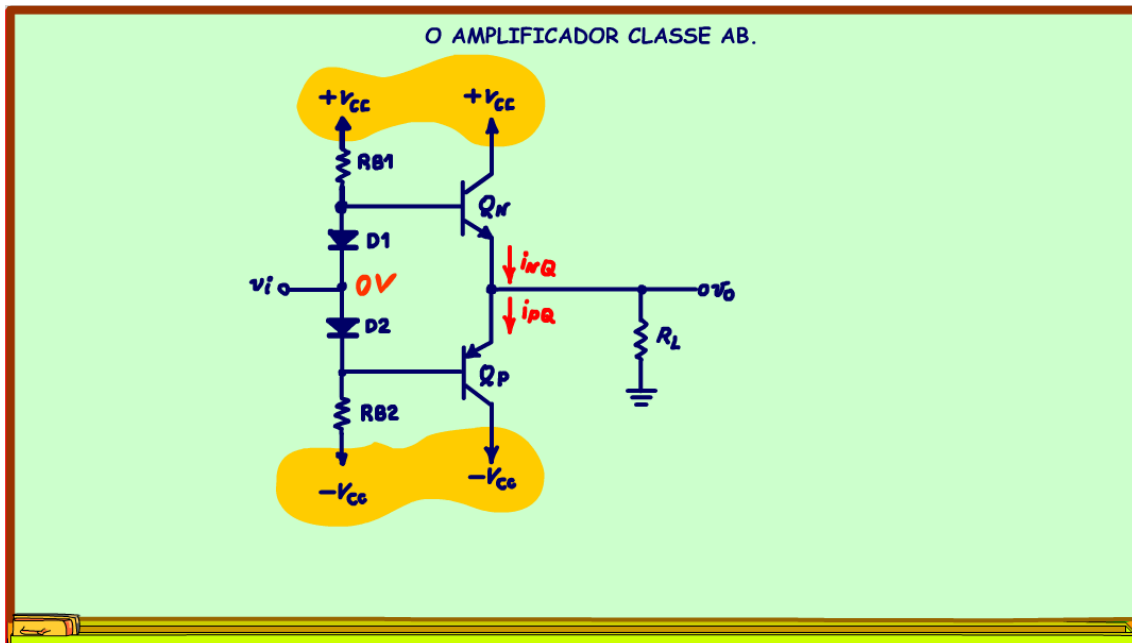 O AMPLIFICADOR CLASSE AB.
+VCC +VCC
RB1
QN
D1
iNQ
vi 0V vo
iPQ
D2
RL
QP
RB2
-VCC -VCC